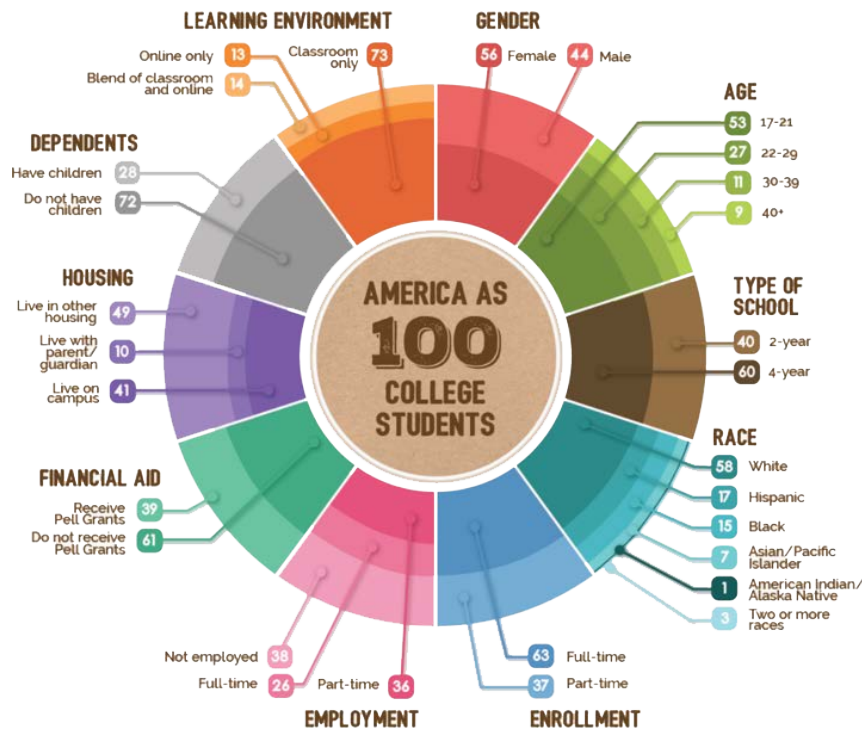 LEARNING ENVIRONMENT
Online only 13
Blend of classroom
and online 14
Classroom
only 73
GENDER
56 Female
44 Male
AGE
53 17-21
27 22-29
11 30-39
9 40+
TYPE OF
SCHOOL
40 2-year
60 4-year
RACE
58 White
17 Hispanic
15 Black
7 Asian/Pacific
Islander
1 American Indian/
Alaska Native
3 Two or more
races
ENROLLMENT
63 Full-time
37 Part-time
EMPLOYMENT
Not employed 38
Full-time 26
Part-time 36
FINANCIAL AID
Receive
Pell Grants 39
Do not receive
Pell Grants 61
HOUSING
Live in other
housing 49
Live with
parent/
guardian 10
Live on
campus 41
DEPENDENTS
Have children 28
Do not have
children 72
AMERICA AS
100
COLLEGE
STUDENTS